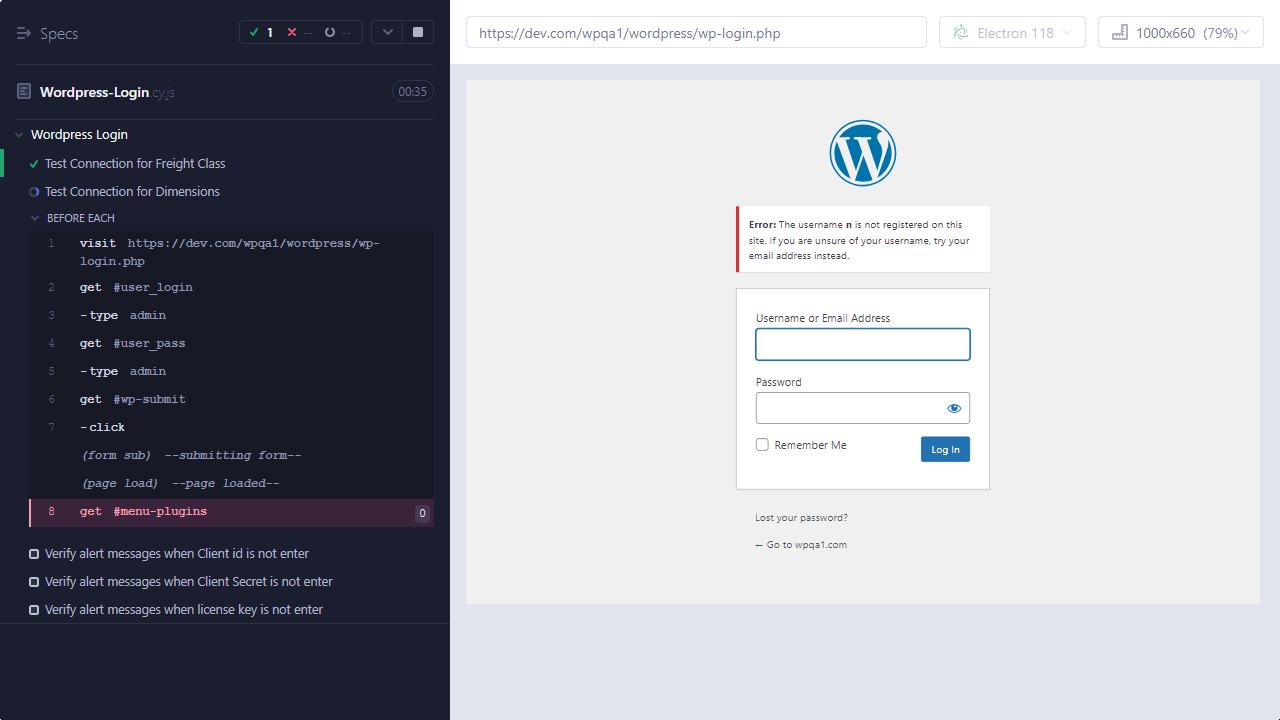 Specs
1
--
--
Wordpress-Login.cy.js
00:35
Wordpress Login
Test Connection for Freight Class
Test Connection for Dimensions
BEFORE EACH
1 visit https://dev.com/wpqa1/wordpress/wp-
login.php
2 get #user_login
3 -type admin
4 get #user_pass
5 -type admin
6 get #wp-submit
7 -click
(form sub) --submitting form--
(page load) --page loaded--
8 get #menu-plugins 0
Verify alert messages when Client id is not enter
Verify alert messages when Client Secret is not enter
Verify alert messages when license key is not enter
https://dev.com/wpqa1/wordpress/wp-login.php
Electron 118
1000x660 (79%)
Error: The username n is not registered on this
site. If you are unsure of your username, try your
email address instead.
Username or Email Address
Password
Remember Me
Log In
Lost your password?
← Go to wpqa1.com